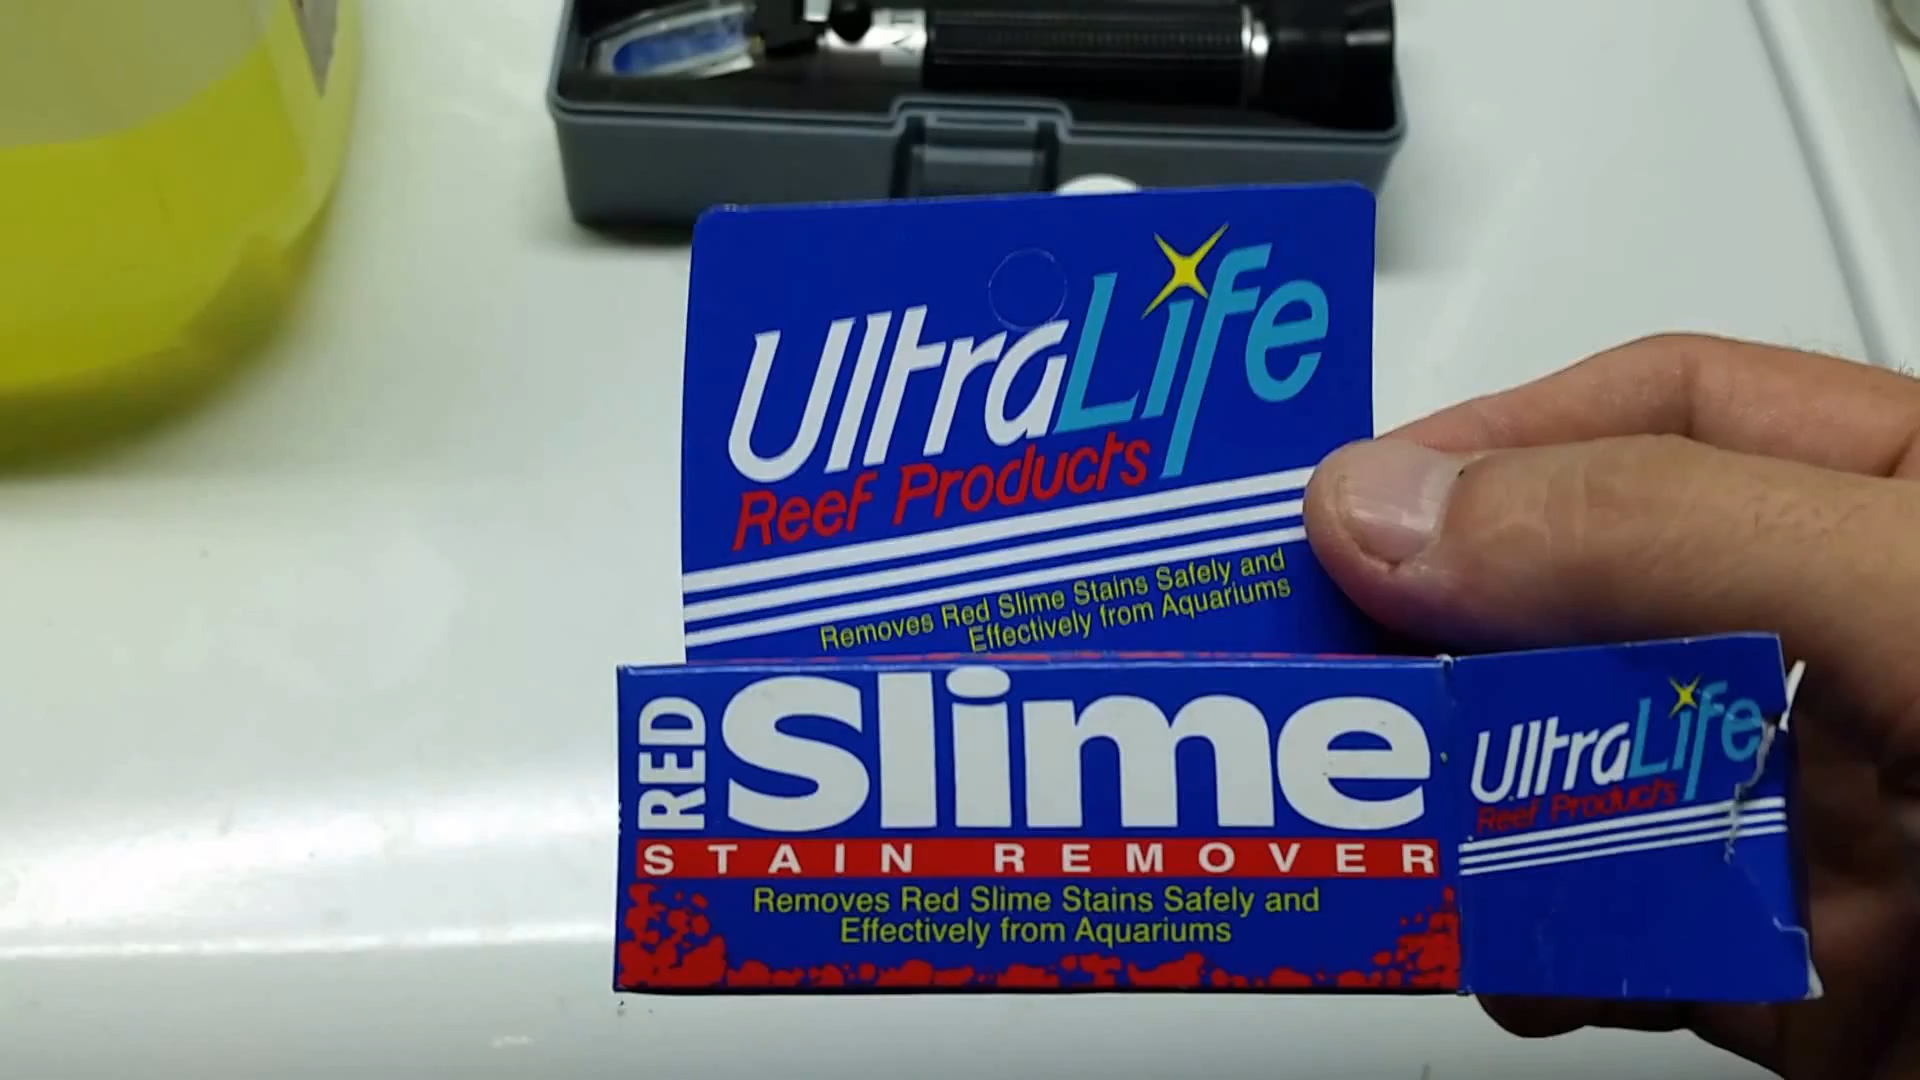 UltraLife
Reef Products
Removes Red Slime Stains Safely and
Effectively from Aquariums
RED Slime
STAIN REMOVER
Removes Red Slime Stains Safely and
Effectively from Aquariums
UltraLife
Reef Products